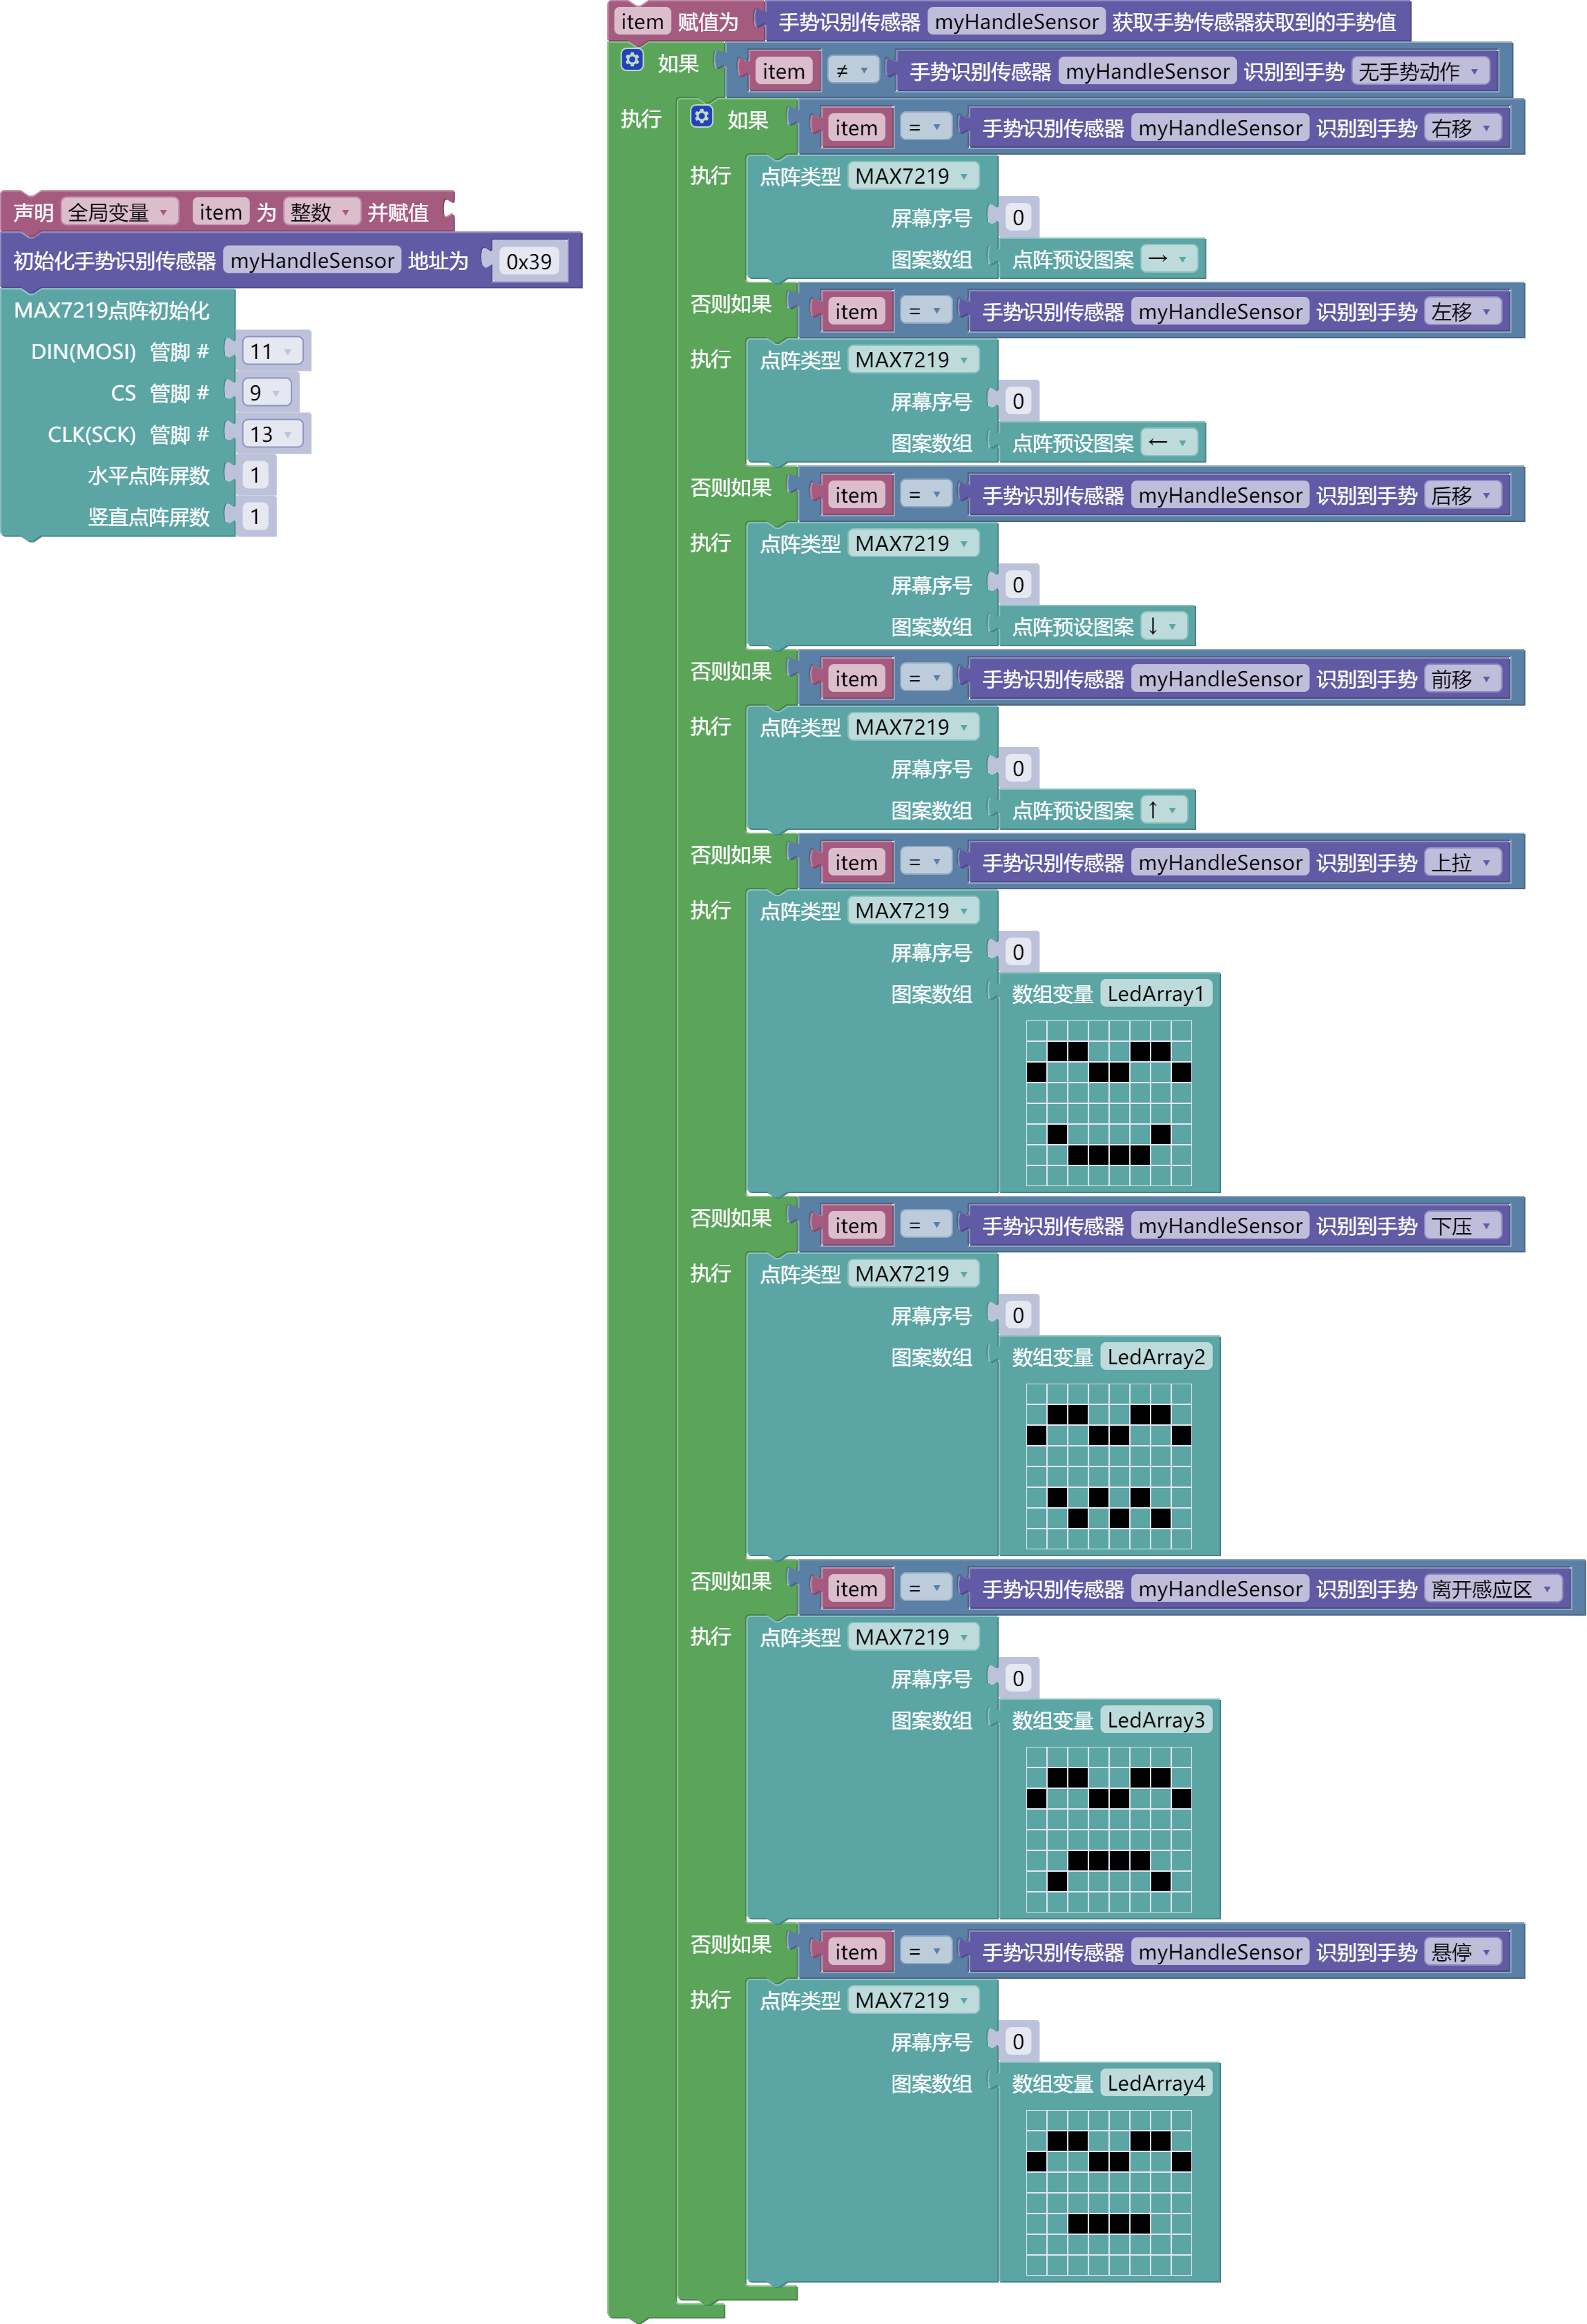 声明 全局变量 item 为 整数 并赋值
初始化手势识别传感器 myHandleSensor 地址为 0x39
MAX7219点阵初始化
DIN(MOSI) 管脚 # 11
CS 管脚 # 9
CLK(SCK) 管脚 # 13
水平点阵屏数 1
竖直点阵屏数 1
item 赋值为 手势识别传感器 myHandleSensor 获取手势传感器获取到的手势值
如果 item ≠ 手势识别传感器 myHandleSensor 识别到手势 无手势动作
执行 如果 item = 手势识别传感器 myHandleSensor 识别到手势 右移
执行 点阵类型 MAX7219
屏幕序号 0
图案数组 点阵预设图案 →
否则如果 item = 手势识别传感器 myHandleSensor 识别到手势 左移
执行 点阵类型 MAX7219
屏幕序号 0
图案数组 点阵预设图案 ←
否则如果 item = 手势识别传感器 myHandleSensor 识别到手势 后移
执行 点阵类型 MAX7219
屏幕序号 0
图案数组 点阵预设图案 ↓
否则如果 item = 手势识别传感器 myHandleSensor 识别到手势 前移
执行 点阵类型 MAX7219
屏幕序号 0
图案数组 点阵预设图案 ↑
否则如果 item = 手势识别传感器 myHandleSensor 识别到手势 上拉
执行 点阵类型 MAX7219
屏幕序号 0
图案数组 数组变量 LedArray1
否则如果 item = 手势识别传感器 myHandleSensor 识别到手势 下压
执行 点阵类型 MAX7219
屏幕序号 0
图案数组 数组变量 LedArray2
否则如果 item = 手势识别传感器 myHandleSensor 识别到手势 离开感应区
执行 点阵类型 MAX7219
屏幕序号 0
图案数组 数组变量 LedArray3
否则如果 item = 手势识别传感器 myHandleSensor 识别到手势 悬停
执行 点阵类型 MAX7219
屏幕序号 0
图案数组 数组变量 LedArray4